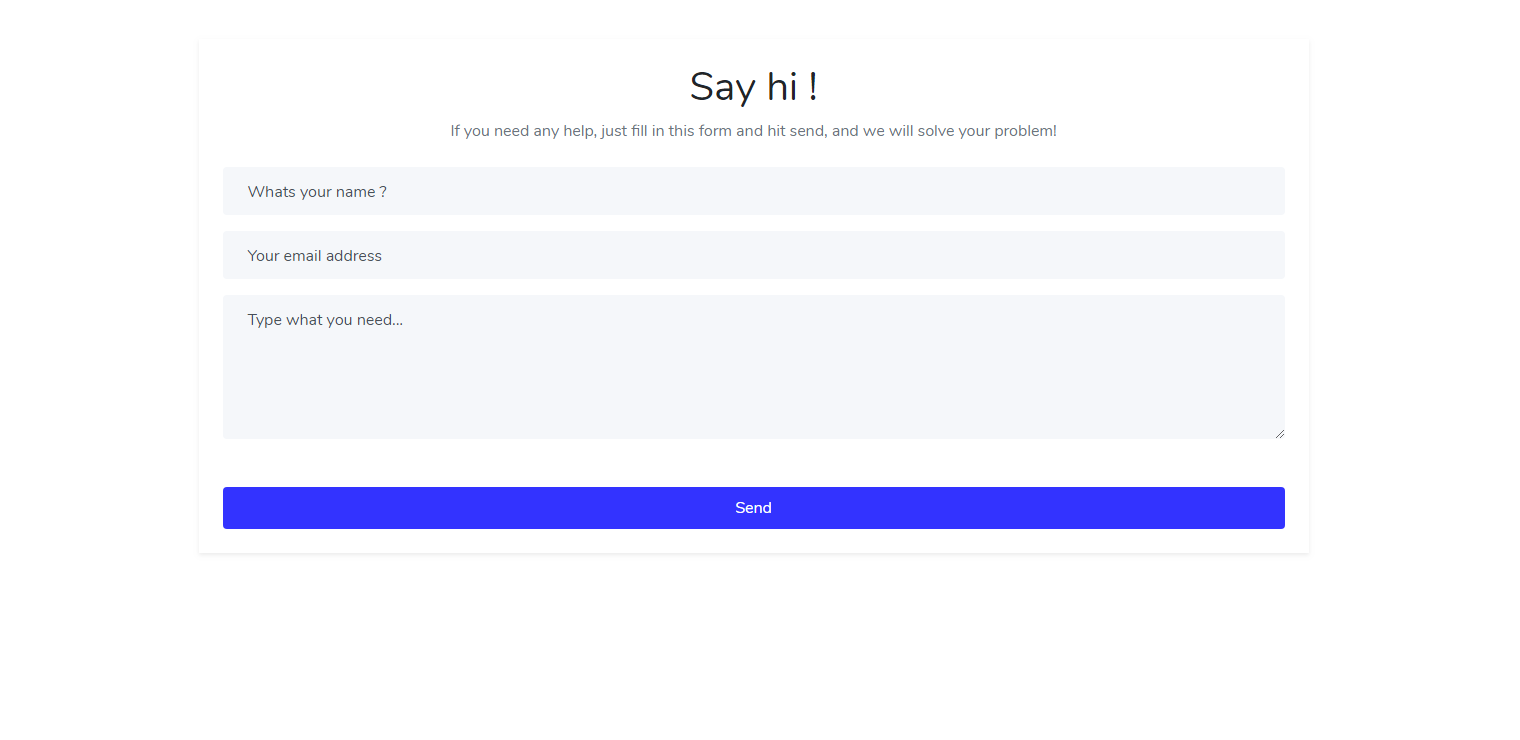 Say hi !
If you need any help, just fill in this form and hit send, and we will solve your problem!
Whats your name ?
Your email address
Type what you need...
Send